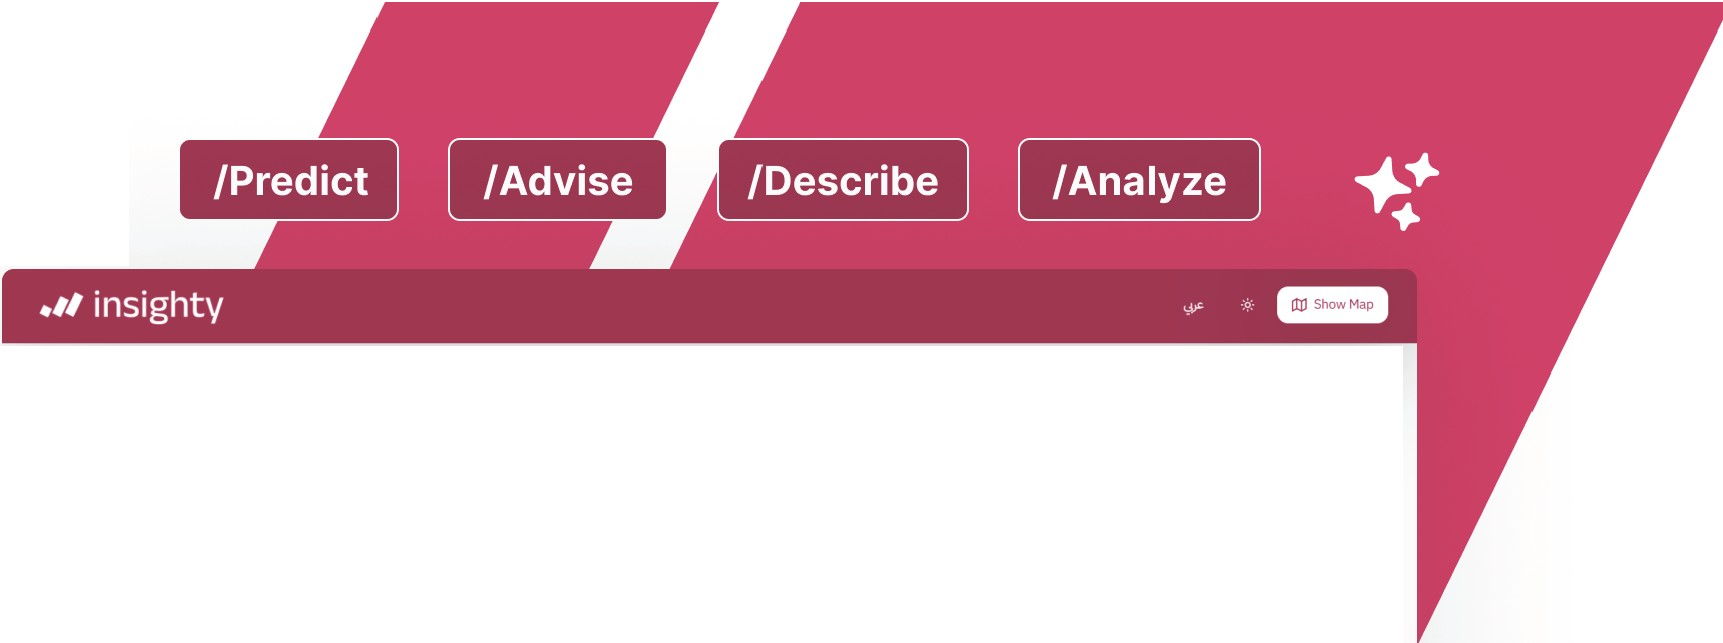 /Predict
/Advise
/Describe
/Analyze
insighty
عربي
Show Map